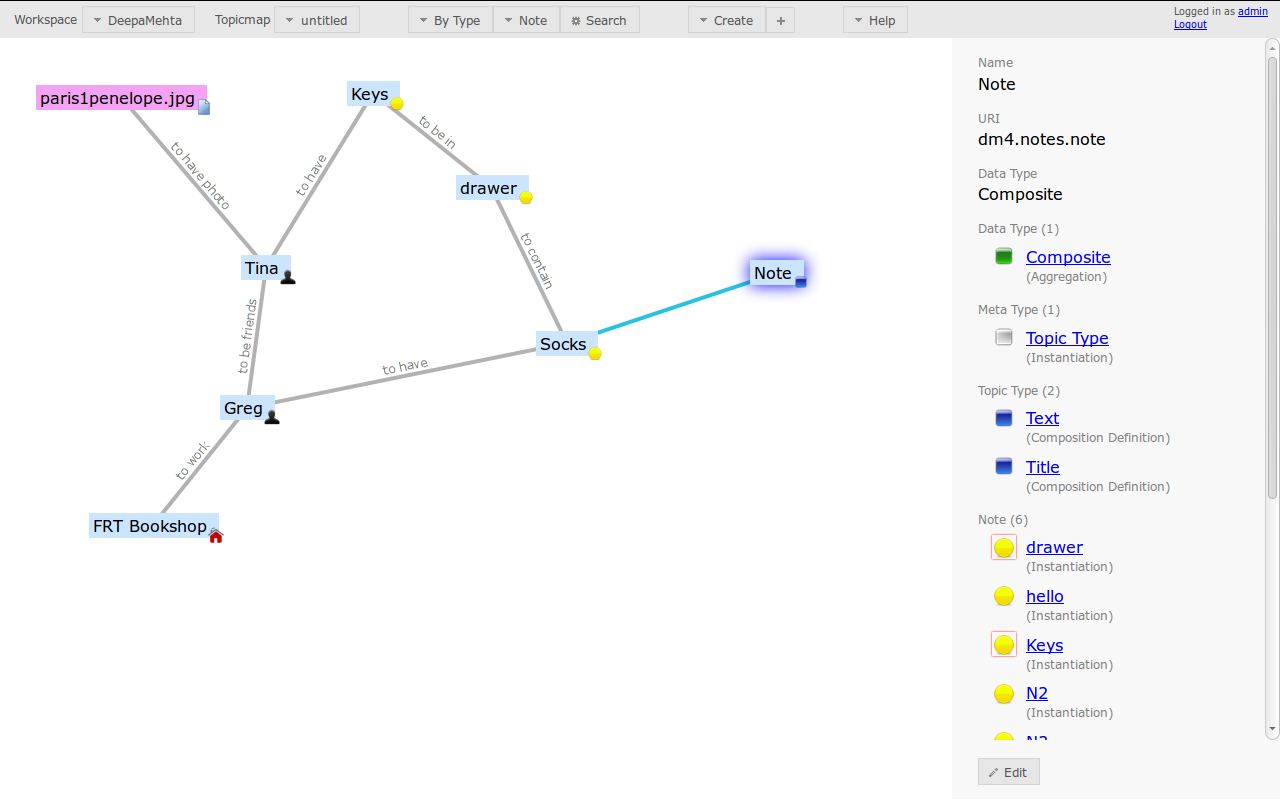 Workspace DeepaMehta Topicmap untitled By Type Note Search Create + Help
Logged in as admin
Logout
paris1penelope.jpg
Keys
to be in
to have photo
to have
drawer
Tina
to contain
Note
to be friends
Socks
to have
Greg
to work
FRT Bookshop
Name
Note
URI
dm4.notes.note
Data Type
Composite
Data Type (1)
Composite
(Aggregation)
Meta Type (1)
Topic Type
(Instantiation)
Topic Type (2)
Text
(Composition Definition)
Title
(Composition Definition)
Note (6)
drawer
(Instantiation)
hello
(Instantiation)
Keys
(Instantiation)
N2
(Instantiation)
Edit